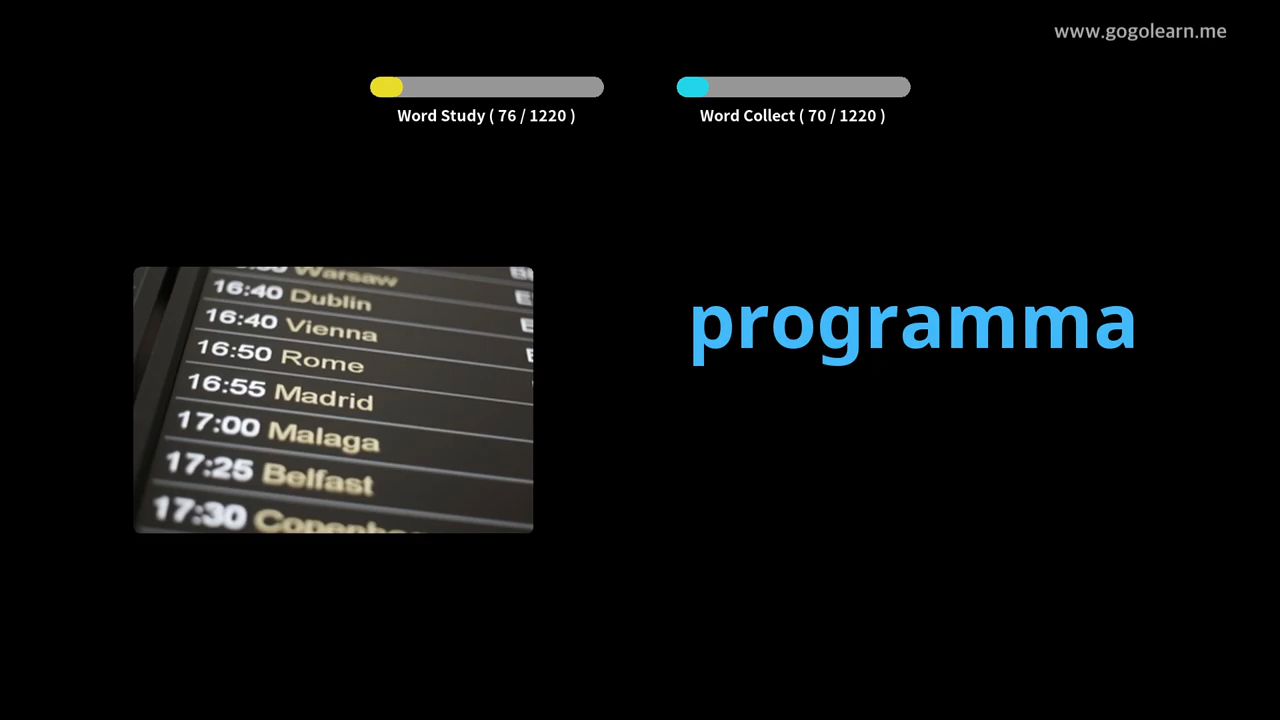 www.gogolearn.me
Word Study ( 76 / 1220 )
Word Collect ( 70 / 1220 )
Warsaw
16:40 Dublin
16:40 Vienna
16:50 Rome
16:55 Madrid
17:00 Malaga
17:25 Belfast
17:30
programma